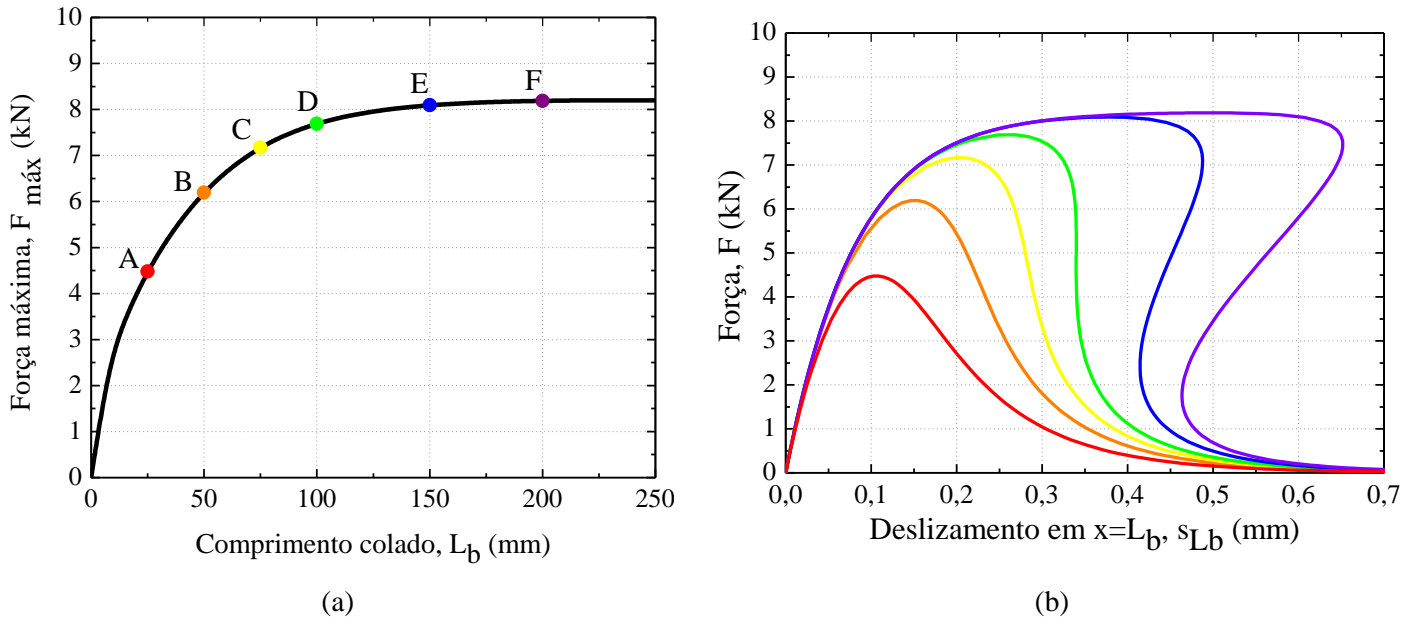 10
9
8
7
6
5
4
3
2
1
0
Força máxima, F máx (kN)
A
B
C
D
E
F
0 50 100 150 200 250
Comprimento colado, Lb (mm)
(a)
10
9
8
7
6
5
4
3
2
1
0
Força, F (kN)
0,0 0,1 0,2 0,3 0,4 0,5 0,6 0,7
Deslizamento em x=Lb, sLb (mm)
(b)